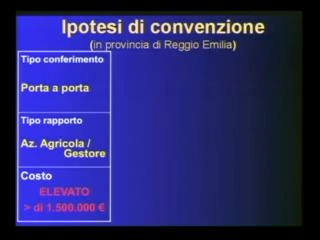 Ipotesi di convenzione
(in provincia di Reggio Emilia)
Tipo conferimento
Porta a porta
Tipo rapporto
Az. Agricola /
Gestore
Costo
ELEVATO
> di 1.500.000 €